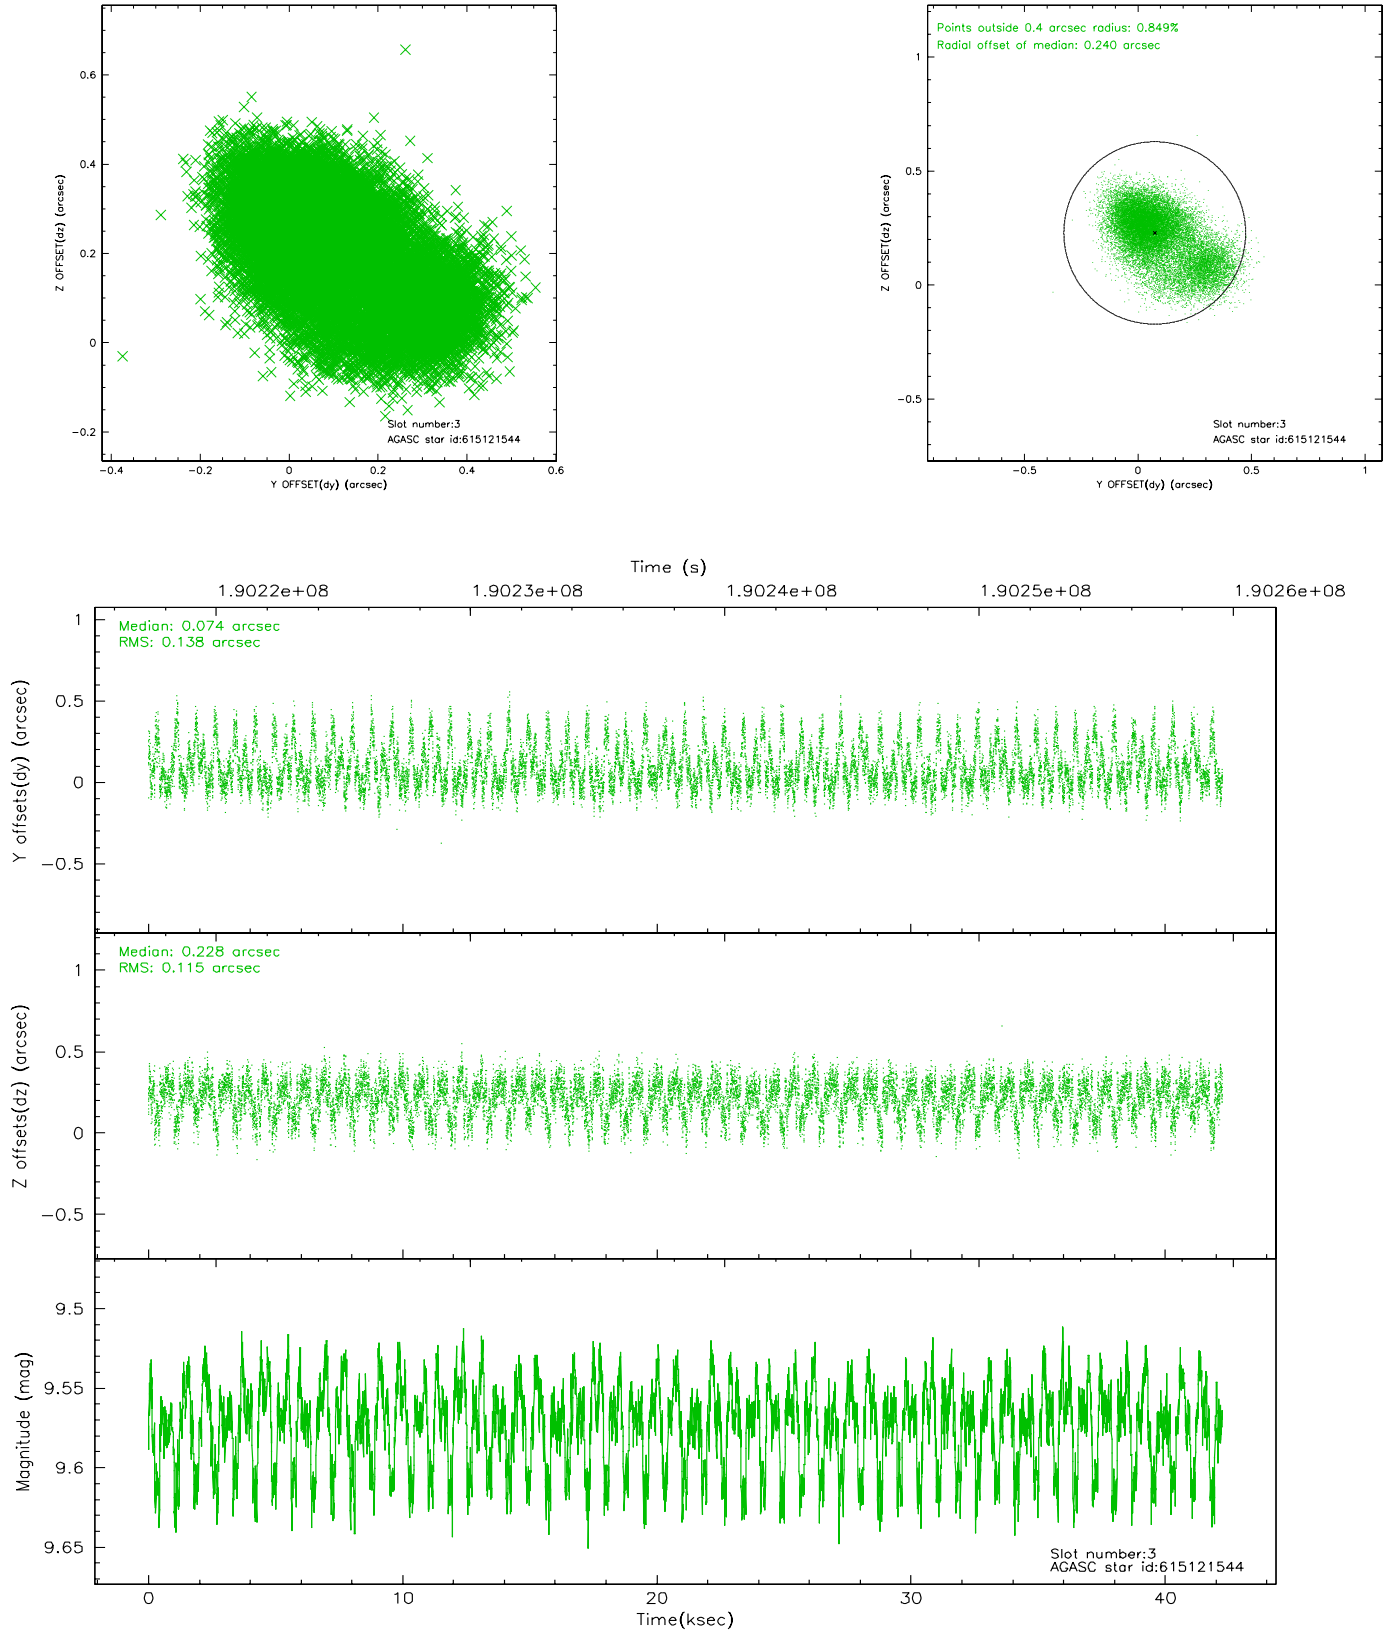 0.6
0.4
0.2
0
−0.2
Z OFFSET(dz) (arcsec)
Slot number:3
AGASC star id:615121544
−0.4 −0.2 0 0.2 0.4 0.6
Y OFFSET(dy) (arcsec)
Points outside 0.4 arcsec radius: 0.849%
Radial offset of median: 0.240 arcsec
1
0.5
0
−0.5
Z OFFSET(dz) (arcsec)
Slot number:3
AGASC star id:615121544
−0.5 0 0.5 1
Y OFFSET(dy) (arcsec)
Time (s)
1.9022e+08 1.9023e+08 1.9024e+08 1.9025e+08 1.9026e+08
Median: 0.074 arcsec
RMS: 0.138 arcsec
1
0.5
0
−0.5
Y offsets(dy) (arcsec)
Median: 0.228 arcsec
RMS: 0.115 arcsec
1
0.5
0
−0.5
Z offsets(dz) (arcsec)
9.5
9.55
9.6
9.65
Magnitude (mag)
Slot number:3
AGASC star id:615121544
0 10 20 30 40
Time(ksec)